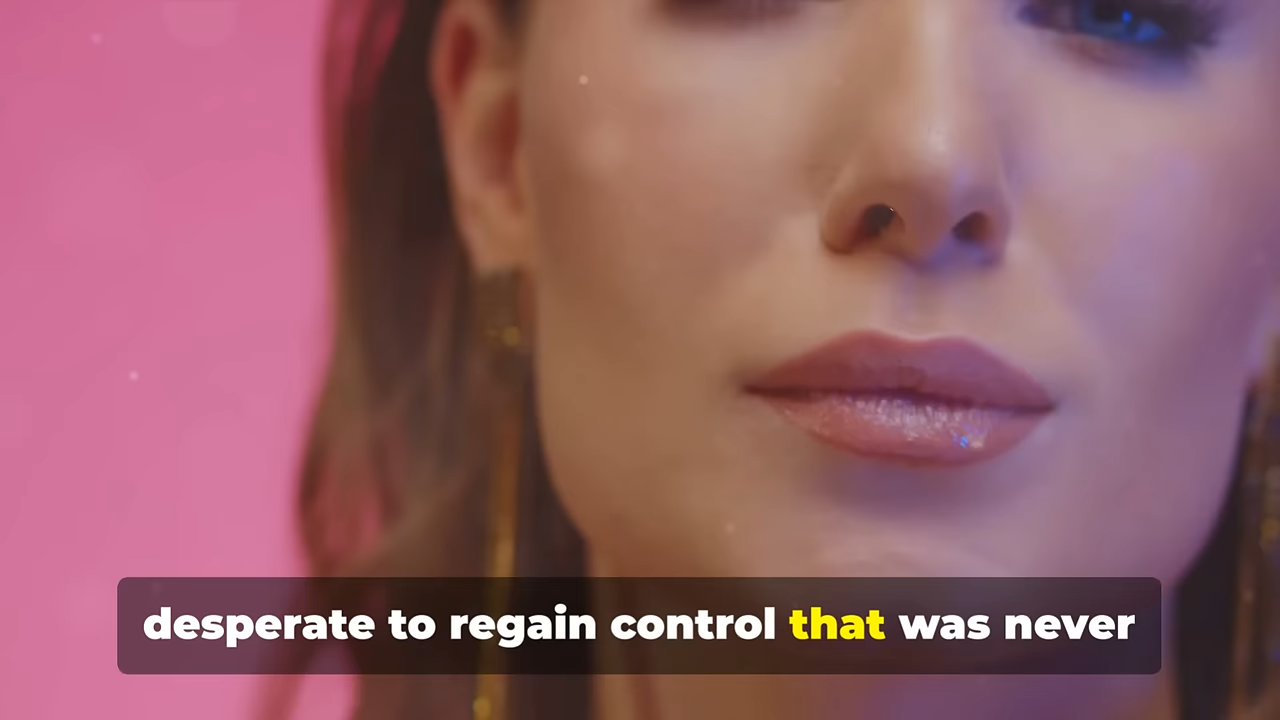 desperate to regain control that was never